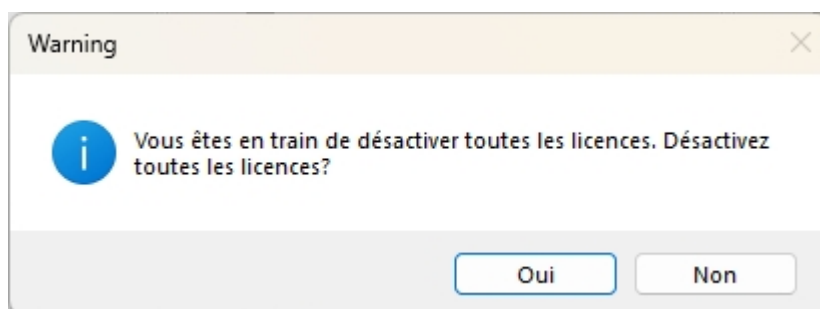 Warning
Vous êtes en train de désactiver toutes les licences. Désactivez
toutes les licences?
Oui
Non